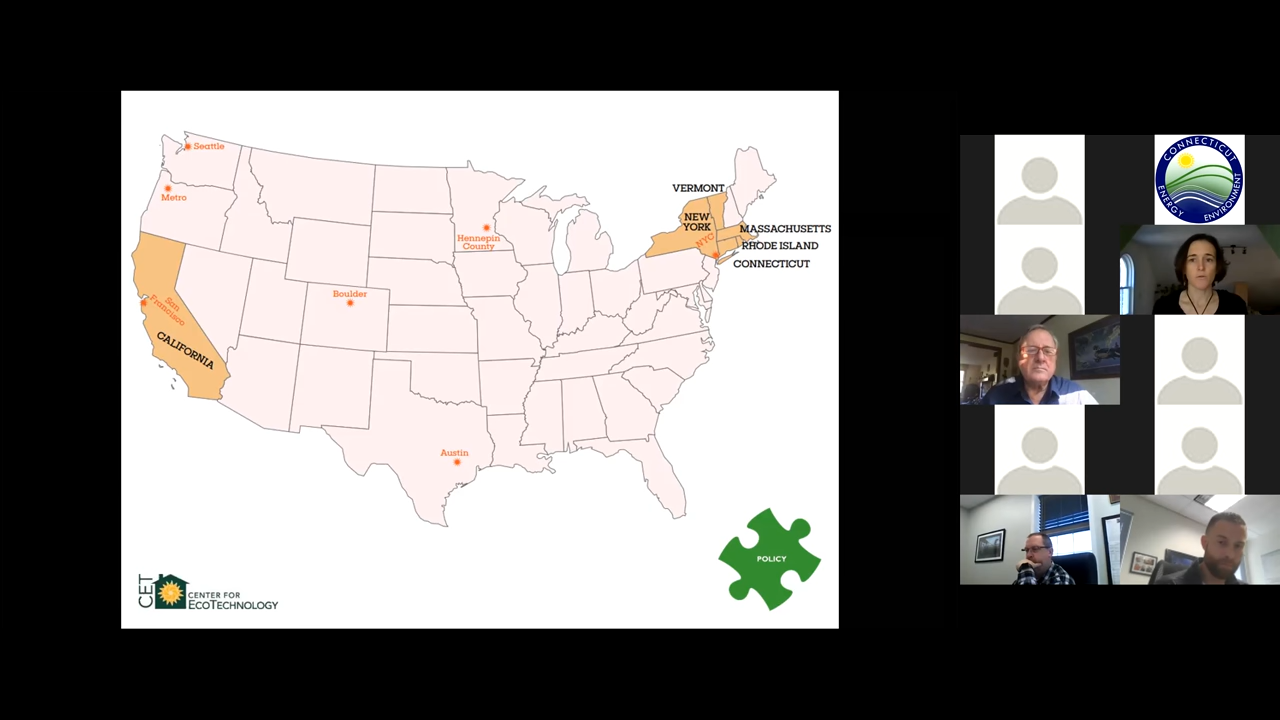 Seattle
Metro
VERMONT
NEW
YORK
NYC
MASSACHUSETTS
RHODE ISLAND
CONNECTICUT
Hennepin
County
Boulder
San
Francisco
CALIFORNIA
Austin
POLICY
CET
CENTER FOR
ECOTECHNOLOGY
CONNECTICUT
ENERGY
ENVIRONMENT